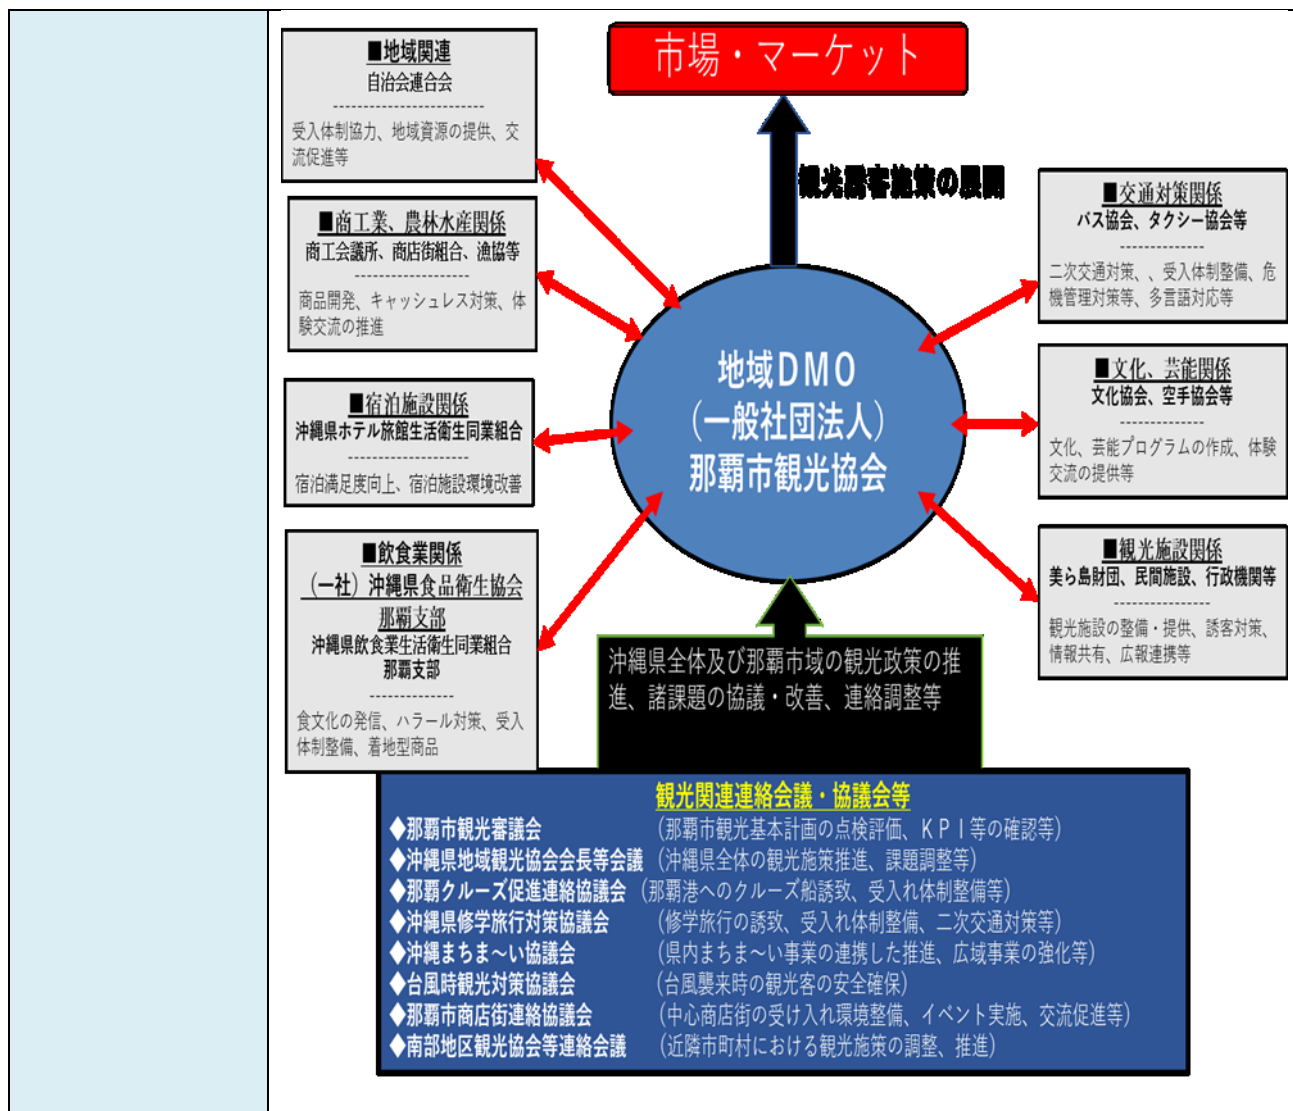 市場・マーケット
観光誘客施策の展開
■地域関連
自治会連合会
------------------------
受入体制協力、地域資源の提供、交
流促進等
■商工業、農林水産関係
商工会議所、商店街組合、漁協等
------------------
商品開発、キャッシュレス対策、体
験交流の推進
■宿泊施設関係
沖縄県ホテル旅館生活衛生同業組合
-------------------
宿泊満足度向上、宿泊施設環境改善
■飲食業関係
(一社)沖縄県食品衛生協会
那覇支部
沖縄県飲食業生活衛生同業組合
那覇支部
-------------
食文化の発信、ハラール対策、受入
体制整備、着地型商品
地域DMO
(一般社団法人)
那覇市観光協会
■交通対策関係
バス協会、タクシー協会等
-------------
二次交通対策、、受入体制整備、危
機管理対策等、多言語対応等
■文化、芸能関係
文化協会、空手協会等
-------------
文化、芸能プログラムの作成、体験
交流の提供等
■観光施設関係
美ら島財団、民間施設、行政機関等
---------------
観光施設の整備・提供、誘客対策、
情報共有、広報連携等
沖縄県全体及び那覇市域の観光政策の推
進、諸課題の協議・改善、連絡調整等
観光関連連絡会議・協議会等
◆那覇市観光審議会 (那覇市観光基本計画の点検評価、KPI等の確認等)
◆沖縄県地域観光協会会長等会議 (沖縄県全体の観光施策推進、課題調整等)
◆那覇クルーズ促進連絡協議会 (那覇港へのクルーズ船誘致、受入れ体制整備等)
◆沖縄県修学旅行対策協議会 (修学旅行の誘致、受入れ体制整備、二次交通対策等)
◆沖縄まちま〜い協議会 (県内まちま〜い事業の連携した推進、広域事業の強化等)
◆台風時観光対策協議会 (台風襲来時の観光客の安全確保)
◆那覇市商店街連絡協議会 (中心商店街の受け入れ環境整備、イベント実施、交流促進等)
◆南部地区観光協会等連絡会議 (近隣市町村における観光施策の調整、推進)